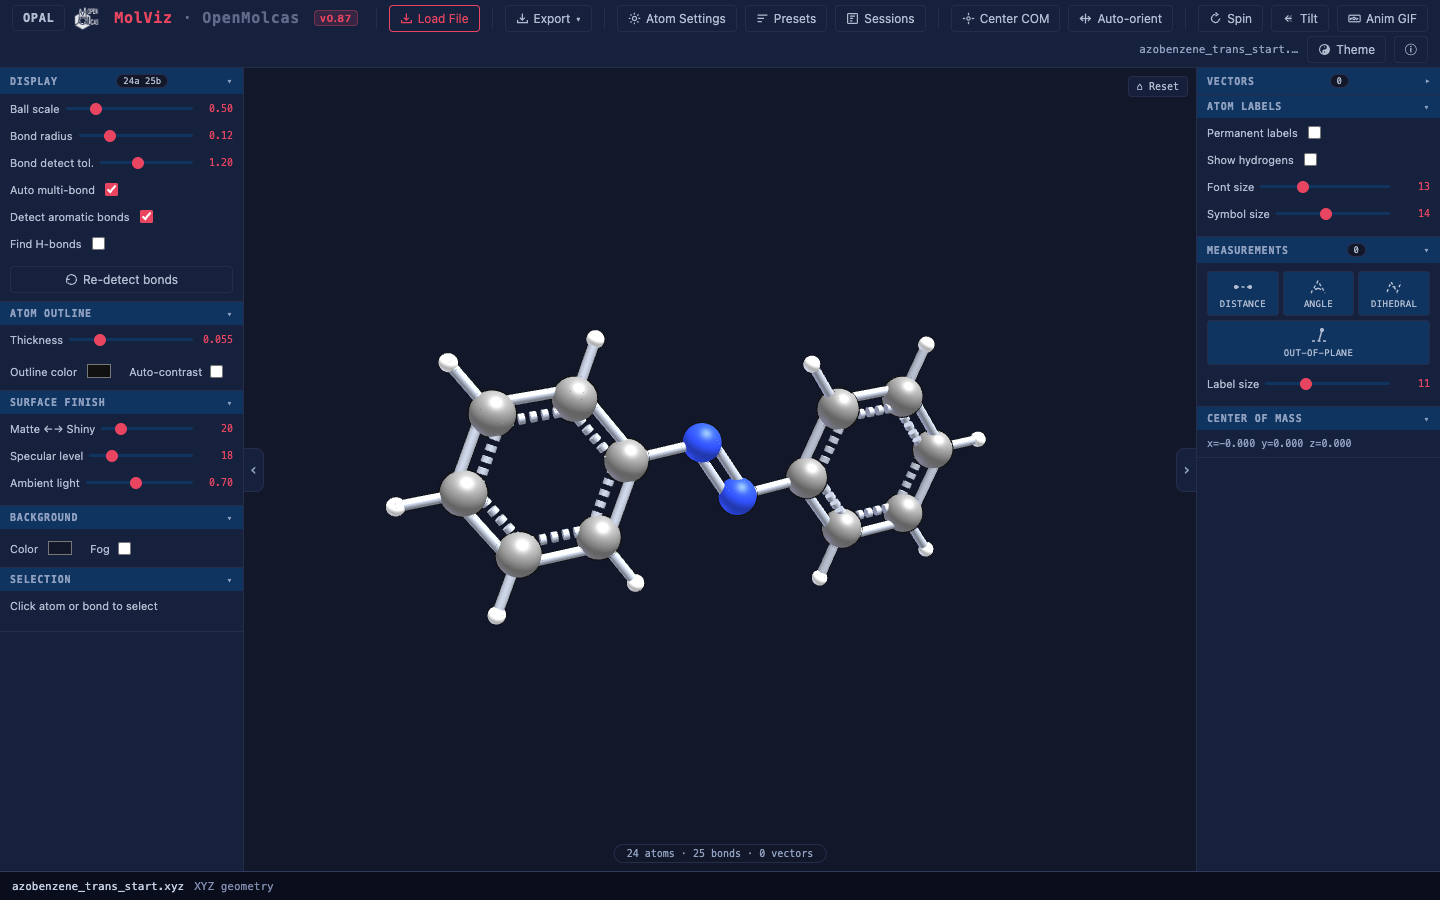 OPAL MolViz · OpenMolcas v0.87 Load File Export Atom Settings Presets Sessions Center COM Auto-orient Spin Tilt Anim GIF
azobenzene_trans_start.… Theme
DISPLAY 24a 25b
Ball scale 0.50
Bond radius 0.12
Bond detect tol. 1.20
Auto multi-bond
Detect aromatic bonds
Find H-bonds
Re-detect bonds
ATOM OUTLINE
Thickness 0.055
Outline color Auto-contrast
SURFACE FINISH
Matte ↔ Shiny 20
Specular level 18
Ambient light 0.70
BACKGROUND
Color Fog
SELECTION
Click atom or bond to select
Reset
24 atoms · 25 bonds · 0 vectors
VECTORS 0
ATOM LABELS
Permanent labels
Show hydrogens
Font size 13
Symbol size 14
MEASUREMENTS 0
DISTANCE ANGLE DIHEDRAL
OUT-OF-PLANE
Label size 11
CENTER OF MASS
x=−0.000 y=0.000 z=0.000
azobenzene_trans_start.xyz XYZ geometry